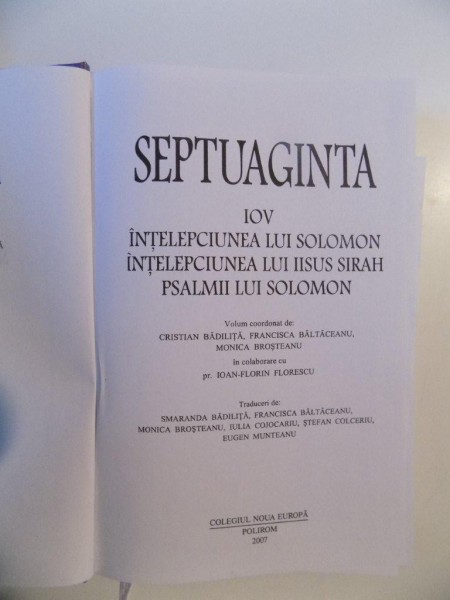 SEPTUAGINTA
IOV
ÎNȚELEPCIUNEA LUI SOLOMON
ÎNȚELEPCIUNEA LUI IISUS SIRAH
PSALMII LUI SOLOMON
Volum coordonat de:
CRISTIAN BĂDILIȚĂ, FRANCISCA BĂLTĂCEANU,
MONICA BROȘTEANU
în colaborare cu
pr. IOAN-FLORIN FLORESCU
Traduceri de:
SMARANDA BĂDILIȚĂ, FRANCISCA BĂLTĂCEANU,
MONICA BROȘTEANU, IULIA COJOCARIU, ȘTEFAN COLCERIU,
EUGEN MUNTEANU
COLEGIUL NOUA EUROPĂ
POLIROM
2007